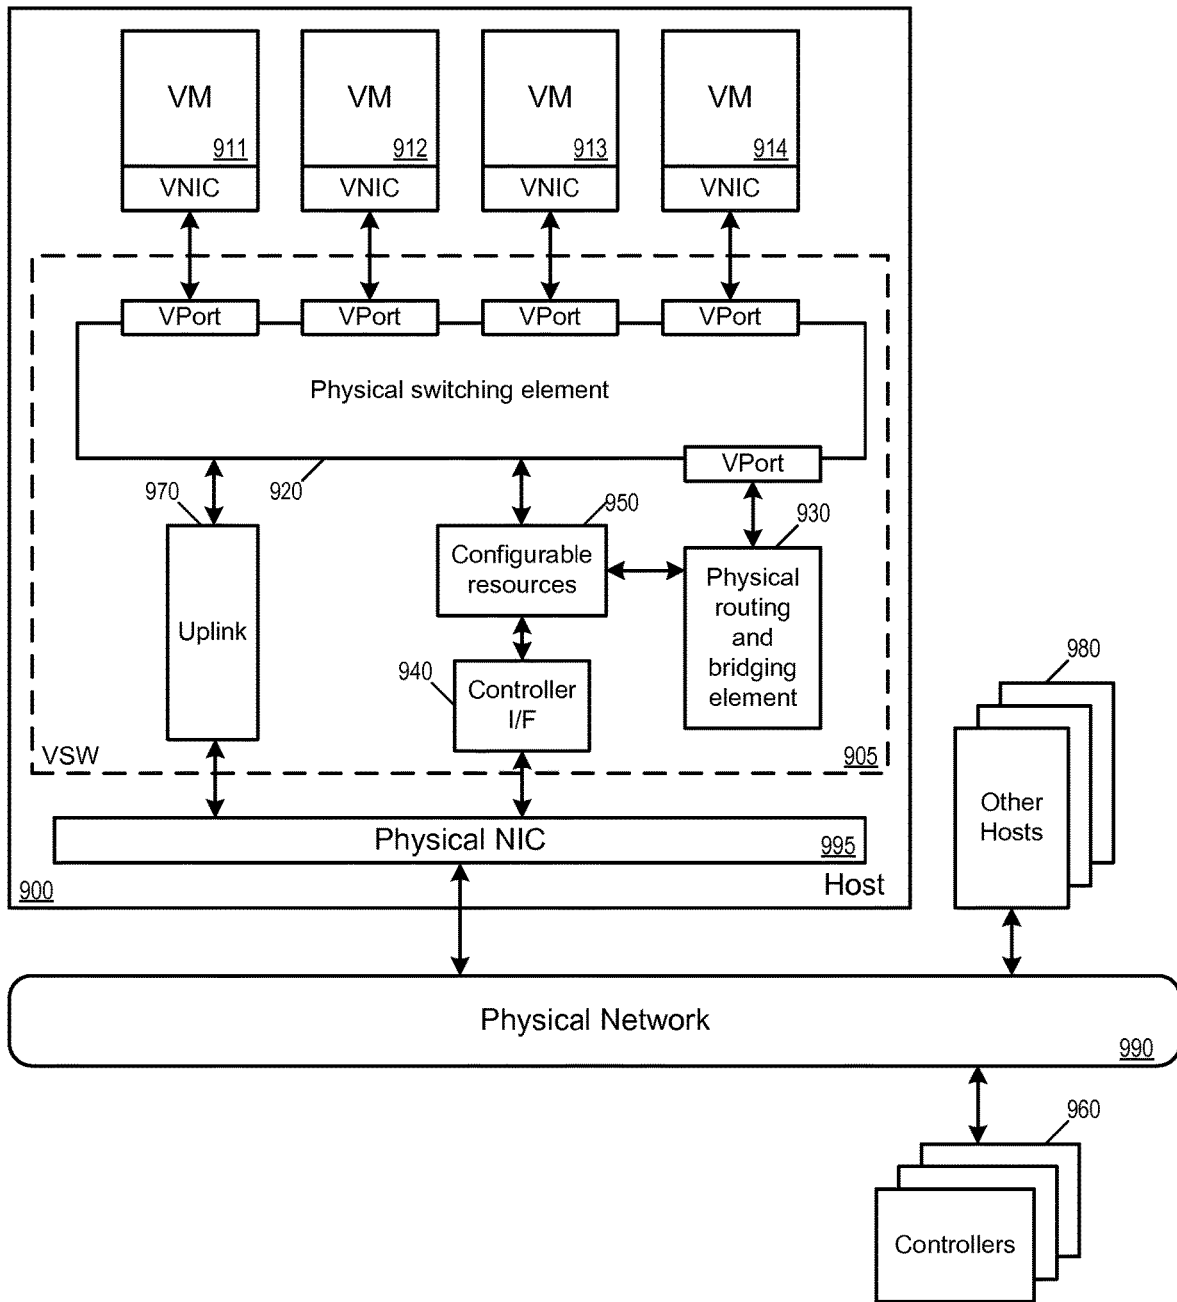 VM
911
VNIC
VM
912
VNIC
VM
913
VNIC
VM
914
VNIC
VPort
VPort
VPort
VPort
Physical switching element
VPort
970
920
950
930
Uplink
Configurable
resources
Physical
routing
and
bridging
element
940
Controller
I/F
VSW
905
Physical NIC
995
900
Host
980
Other
Hosts
Physical Network
990
960
Controllers